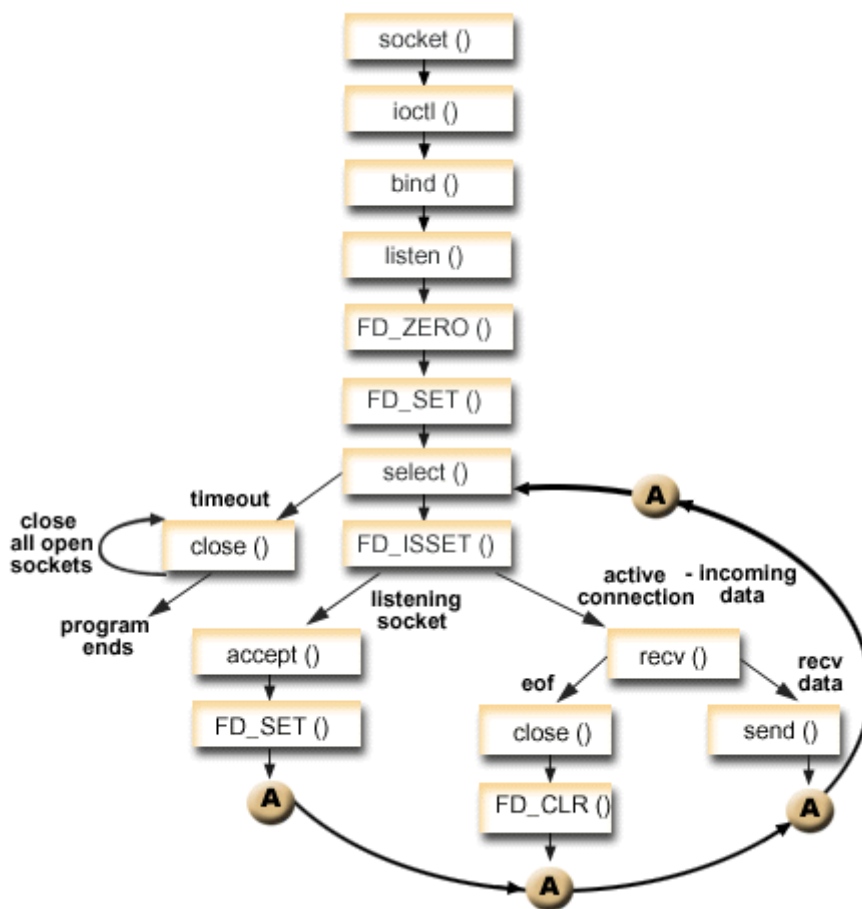 socket ()
ioctl ()
bind ()
listen ()
FD_ZERO ()
FD_SET ()
select ()
A
timeout
close
all open
sockets
close ()
FD_ISSET ()
program
ends
listening
socket
active
connection
- incoming
data
accept ()
recv ()
eof
recv
data
FD_SET ()
close ()
send ()
A
FD_CLR ()
A
A